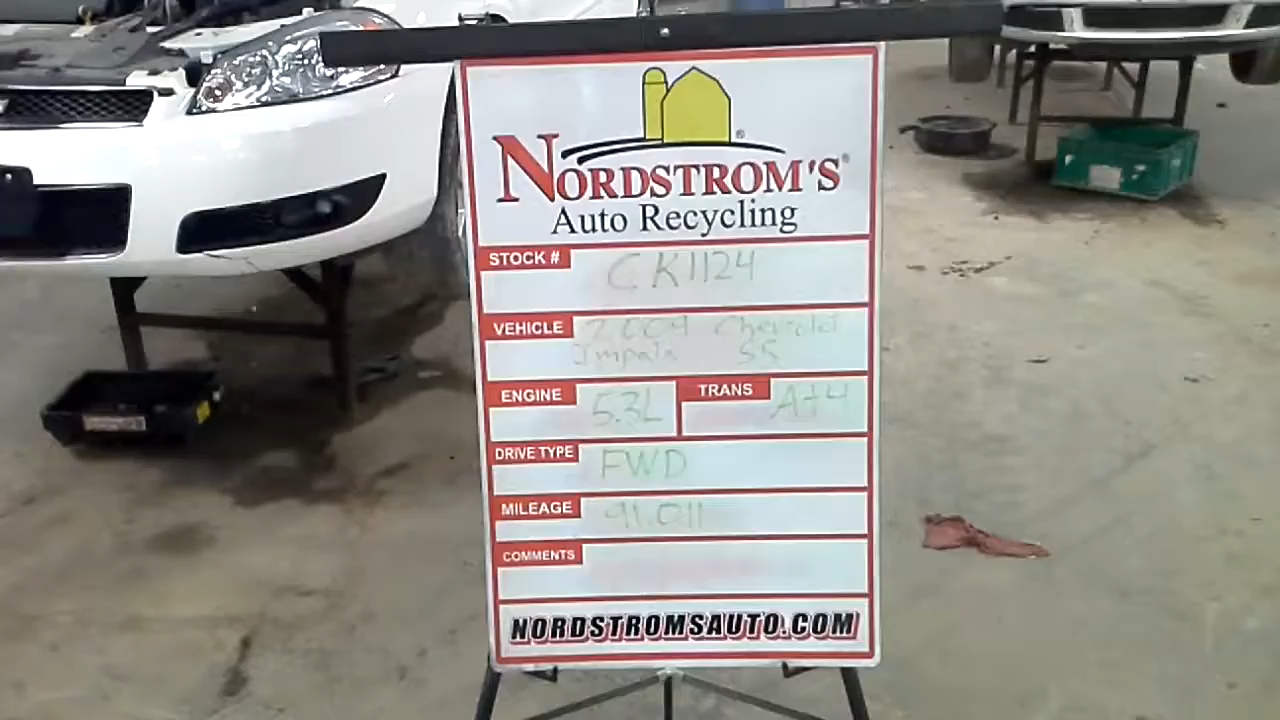 NORDSTROM'S®
Auto Recycling
STOCK # CK1124
VEHICLE 2009 Chevrolet
Impala SS
ENGINE 5.3L TRANS At4
DRIVE TYPE FWD
MILEAGE 91,011
COMMENTS
NORDSTROMSAUTO.COM